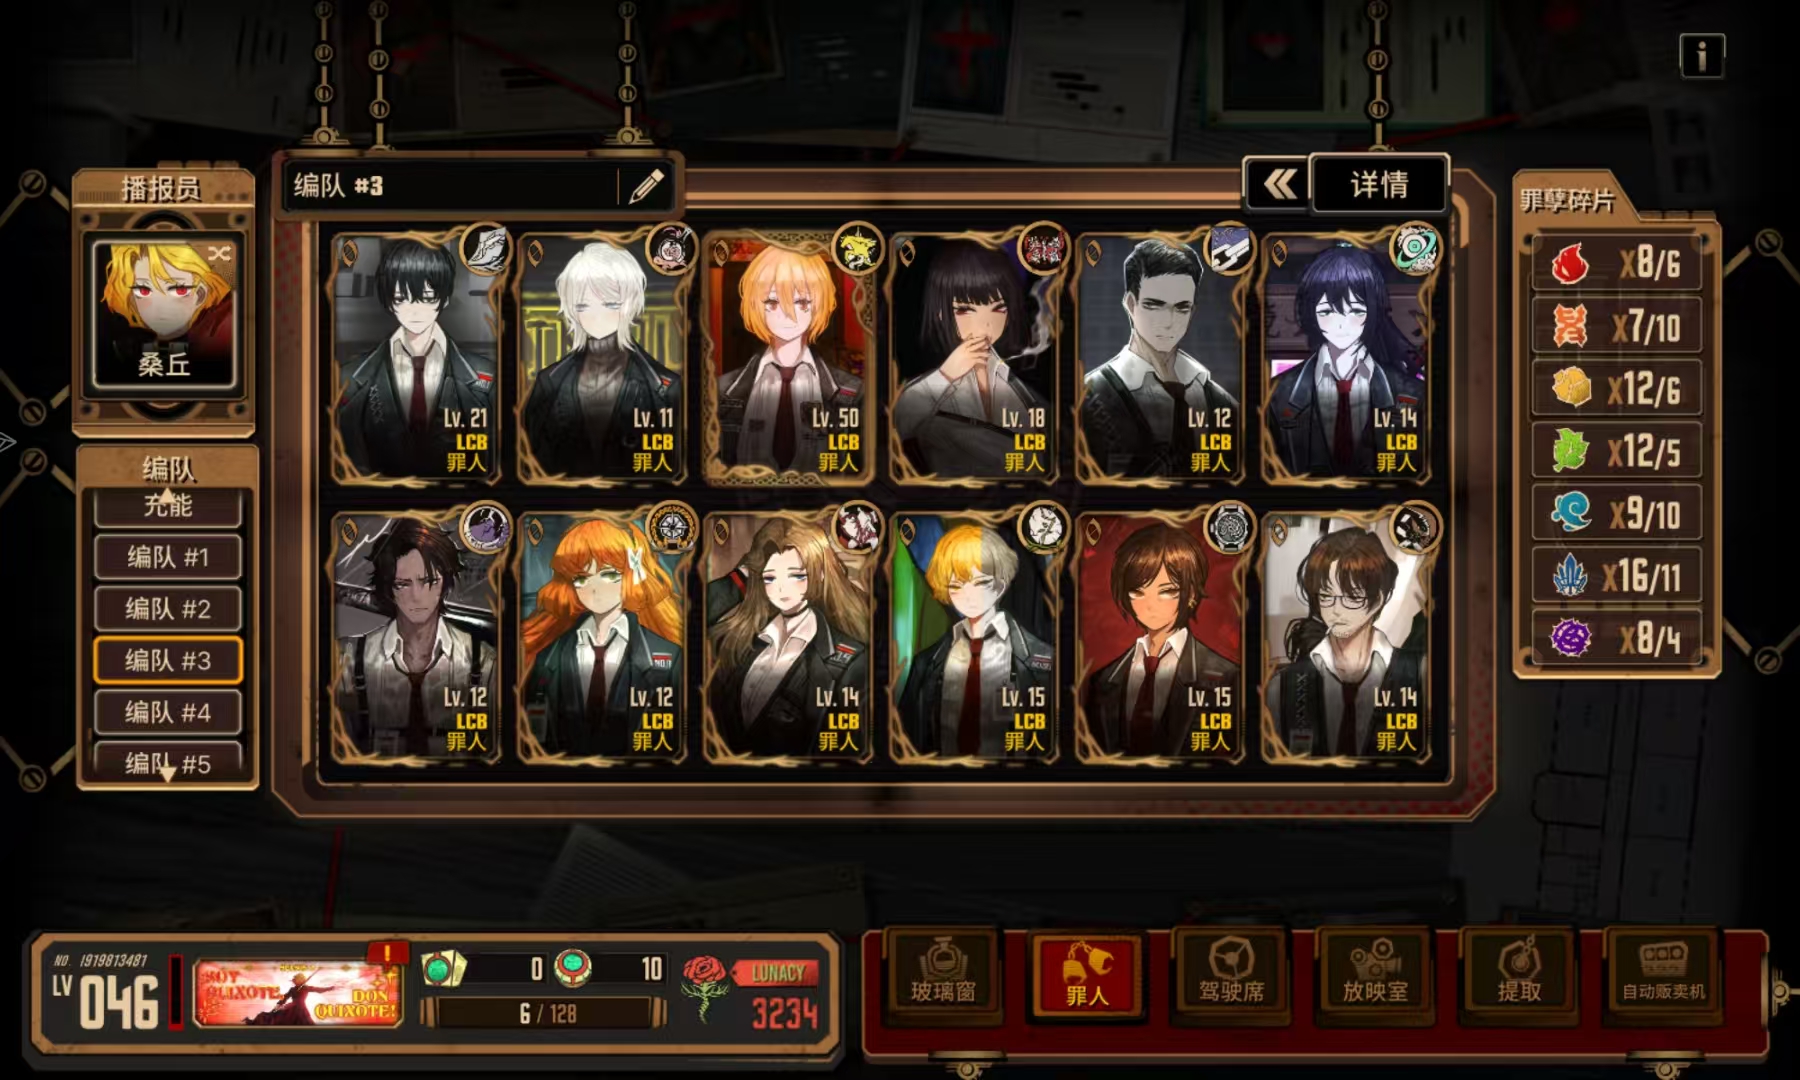 播报员
桑丘
编队
充能
编队 #1
编队 #2
编队 #3
编队 #4
编队 #5
编队 #3
详情
Lv. 21
LCB
罪人
Lv. 11
LCB
罪人
Lv. 50
LCB
罪人
Lv. 18
LCB
罪人
Lv. 12
LCB
罪人
Lv. 14
LCB
罪人
Lv. 12
LCB
罪人
Lv. 12
LCB
罪人
Lv. 14
LCB
罪人
Lv. 15
LCB
罪人
Lv. 15
LCB
罪人
Lv. 14
LCB
罪人
罪孽碎片
x8/6
x7/10
x12/6
x12/5
x9/10
x16/11
x8/4
NO. 1919813481
LV 046
DON
QUIXOTE!
!
0
10
6 / 128
LUNACY
3234
玻璃窗
罪人
驾驶席
放映室
提取
自动贩卖机